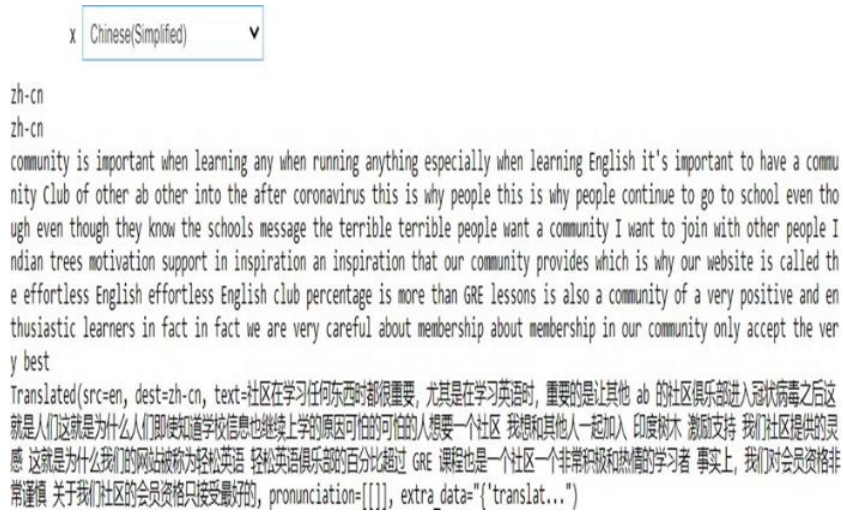 x Chinese(Simplified)
zh-cn
zh-cn
community is important when learning any when running anything especially when learning English it's important to have a commu
nity Club of other ab other into the after coronavirus this is why people this is why people continue to go to school even tho
ugh even though they know the schools message the terrible terrible people want a community I want to join with other people I
ndian trees motivation support in inspiration an inspiration that our community provides which is why our website is called th
e effortless English effortless English club percentage is more than GRE lessons is also a community of a very positive and en
thusiastic learners in fact in fact we are very careful about membership about membership in our community only accept the ver
y best
Translated(src=en, dest=zh-cn, text=社区在学习任何东西时都很重要, 尤其是在学习英语时, 重要的是让其他 ab 的社区俱乐部进入冠状病毒之后这
就是人们这就是为什么人们即使知道学校信息也继续上学的原因可怕的可怕的人想要一个社区 我想和其他人一起加入 印度树木 激励支持 我们社区提供的灵
感 这就是为什么我们的网站被称为轻松英语 轻松英语俱乐部的百分比超过 GRE 课程也是一个社区一个非常积极和热情的学习者 事实上, 我们对会员资格非
常谨慎 关于我们社区的会员资格只接受最好的, pronunciation=[[]], extra_data="{'translat...")